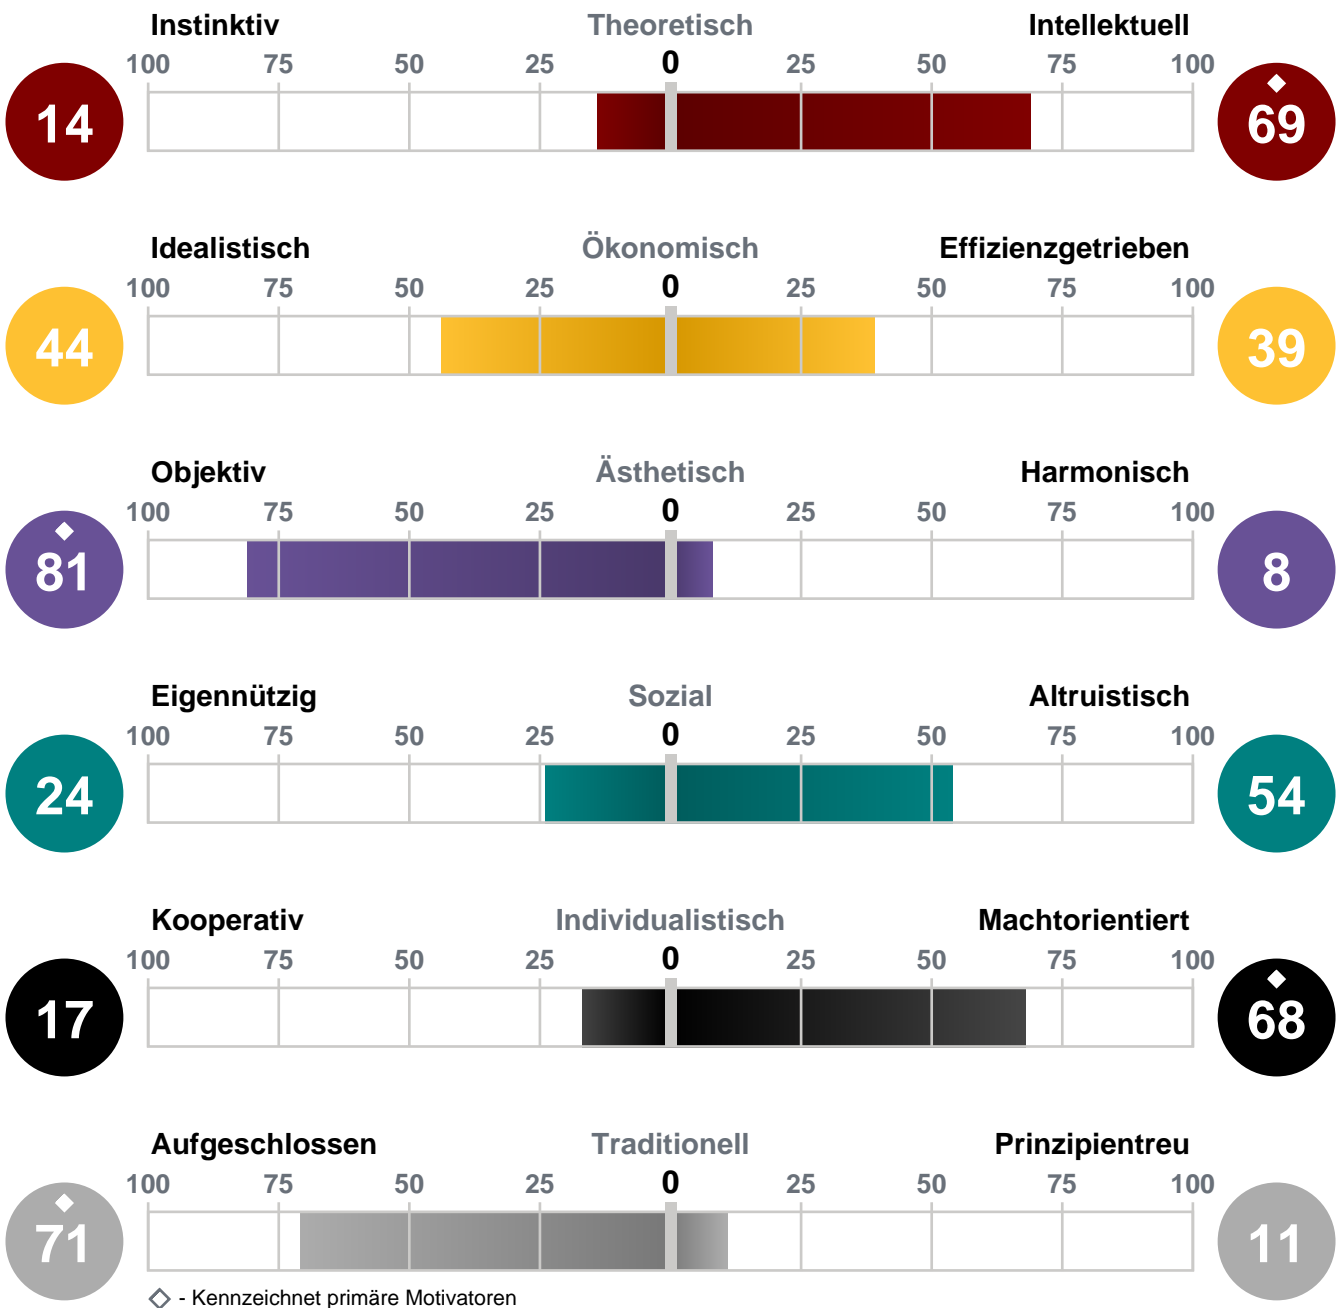 Instinktiv Theoretisch Intellektuell
100 75 50 25 0 25 50 75 100
14 69
Idealistisch Ökonomisch Effizienzgetrieben
100 75 50 25 0 25 50 75 100
44 39
Objektiv Ästhetisch Harmonisch
100 75 50 25 0 25 50 75 100
81 8
Eigennützig Sozial Altruistisch
100 75 50 25 0 25 50 75 100
24 54
Kooperativ Individualistisch Machtorientiert
100 75 50 25 0 25 50 75 100
17 68
Aufgeschlossen Traditionell Prinzipientreu
100 75 50 25 0 25 50 75 100
71 11
- Kennzeichnet primäre Motivatoren